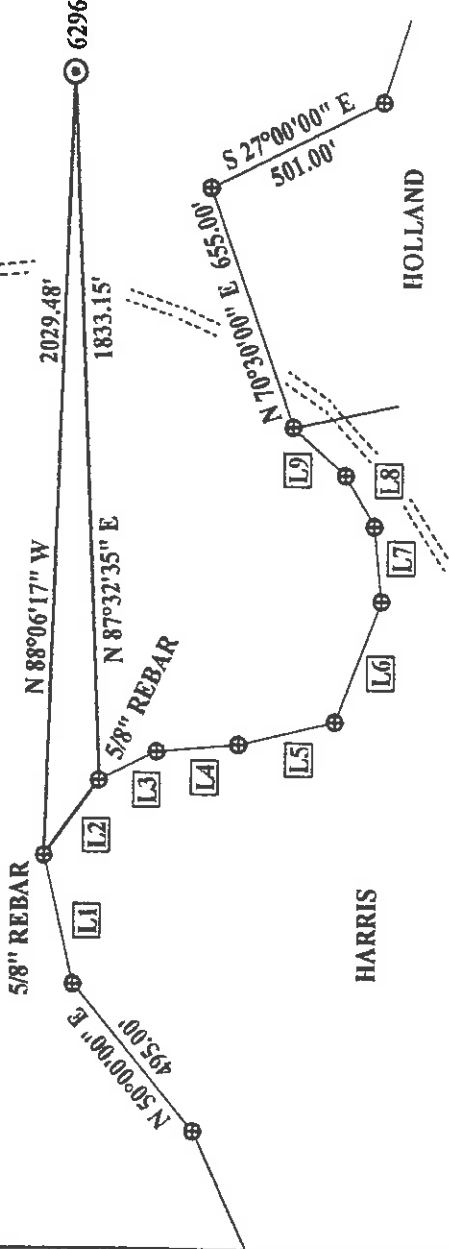 6296
2029.48'
1833.15'
N 88°06'17" W
N 87°32'35" E
S 27°00'00" E
501.00'
HOLLAND
N 70°30'00" E 655.00'
5/8" REBAR
5/8" REBAR
L1
L2
L3
L4
L5
L6
L7
L8
L9
N 50°00'00" E
495.00'
HARRIS